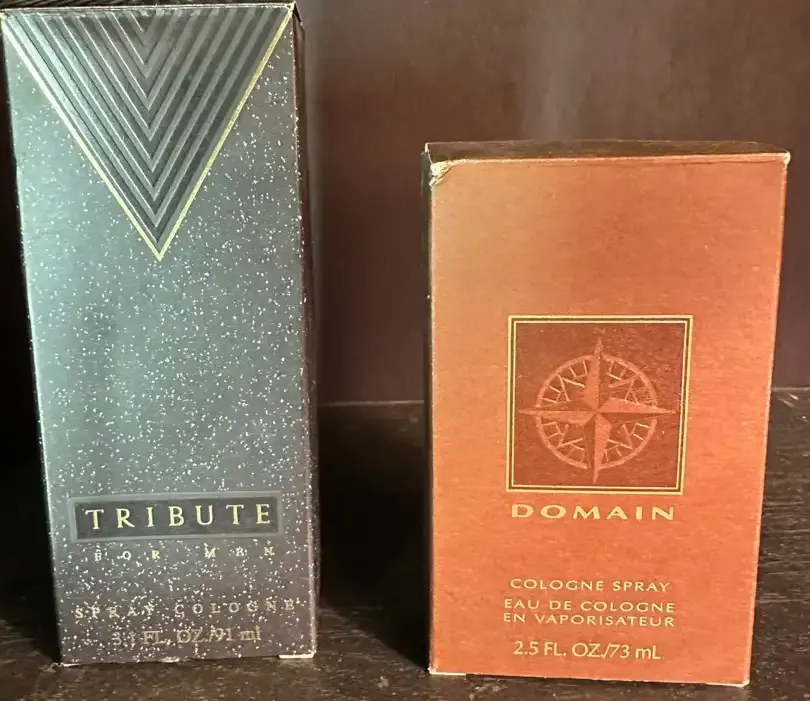 TRIBUTE
FOR MEN
SPRAY COLOGNE
3.1 FL. OZ./91 ml
DOMAIN
COLOGNE SPRAY
EAU DE COLOGNE
EN VAPORISATEUR
2.5 FL. OZ./73 mL